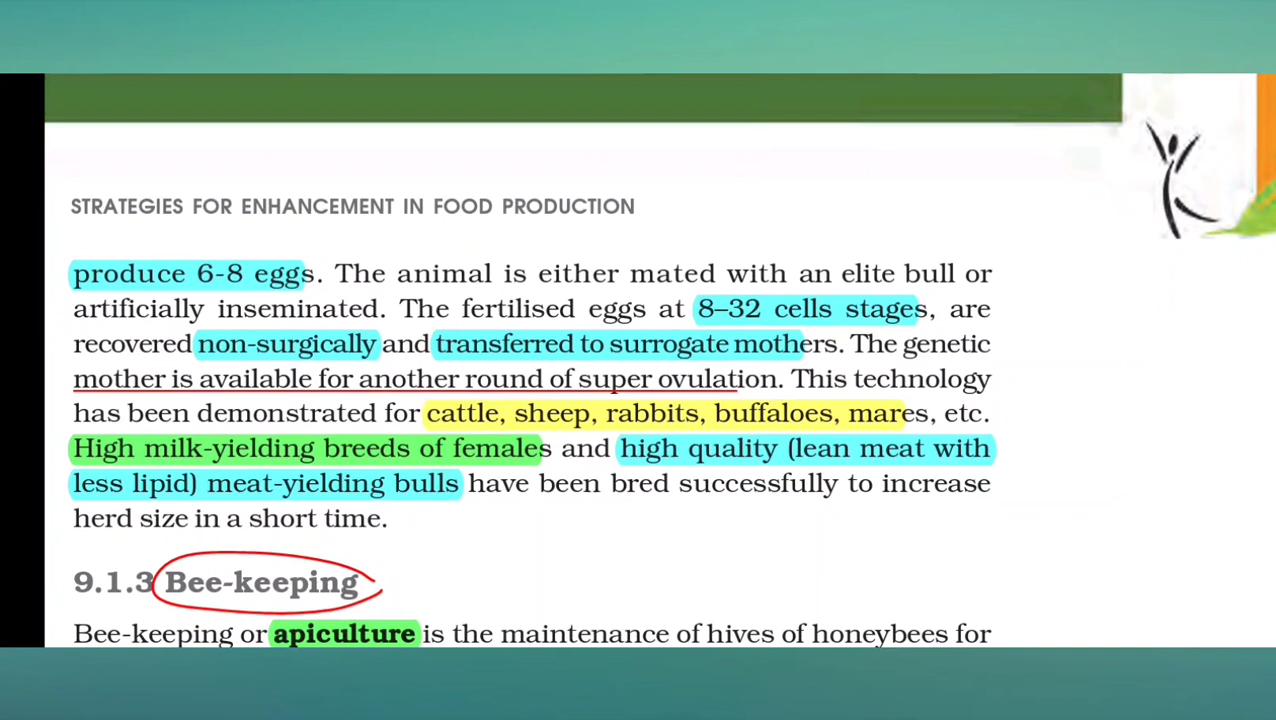 STRATEGIES FOR ENHANCEMENT IN FOOD PRODUCTION
produce 6-8 eggs. The animal is either mated with an elite bull or
artificially inseminated. The fertilised eggs at 8–32 cells stages, are
recovered non-surgically and transferred to surrogate mothers. The genetic
mother is available for another round of super ovulation. This technology
has been demonstrated for cattle, sheep, rabbits, buffaloes, mares, etc.
High milk-yielding breeds of females and high quality (lean meat with
less lipid) meat-yielding bulls have been bred successfully to increase
herd size in a short time.
9.1.3 Bee-keeping
Bee-keeping or apiculture is the maintenance of hives of honeybees for